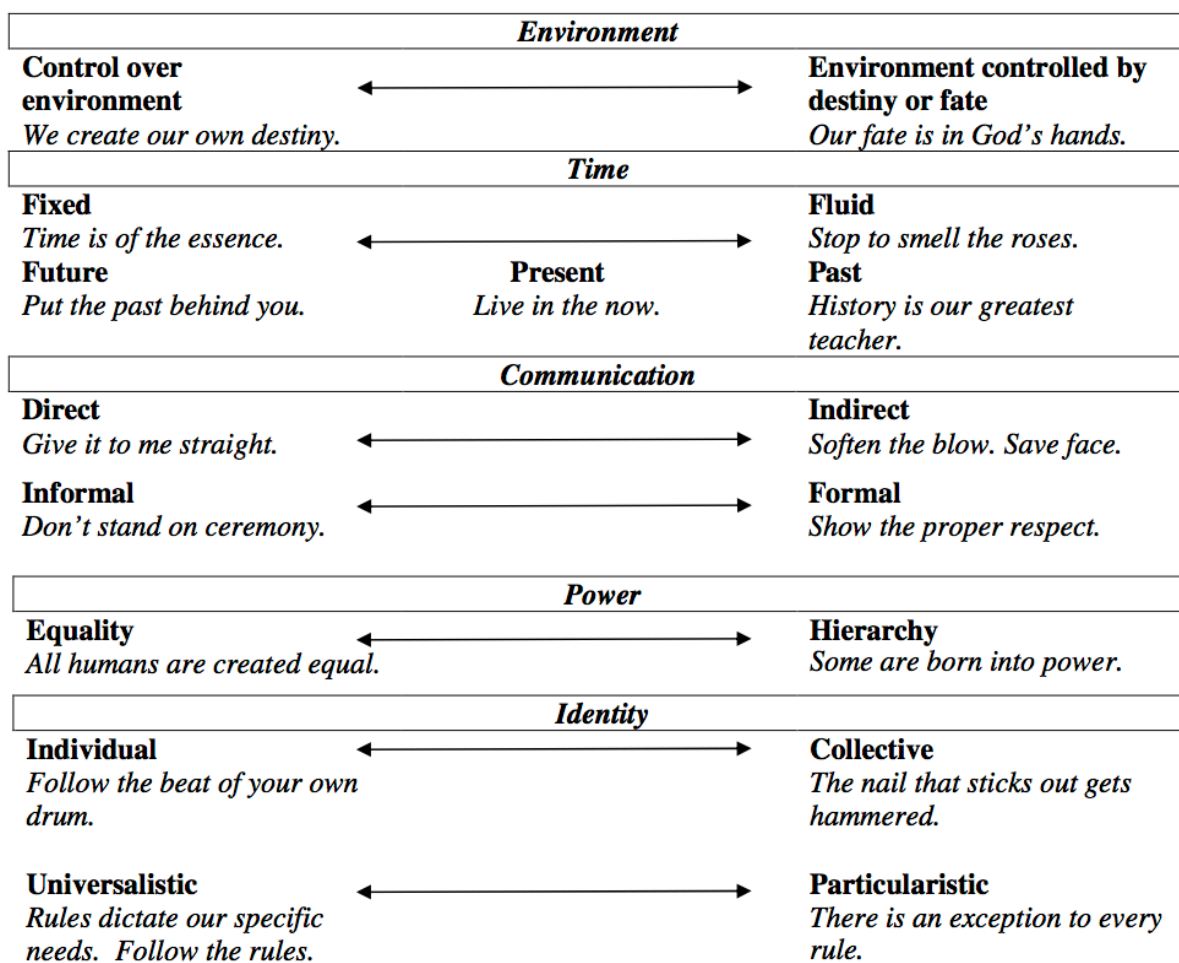 Environment
Control over environment
We create our own destiny.
Environment controlled by destiny or fate
Our fate is in God's hands.
Time
Fixed
Time is of the essence.
Fluid
Stop to smell the roses.
Future
Put the past behind you.
Present
Live in the now.
Past
History is our greatest
teacher.
Communication
Direct
Give it to me straight.
Indirect
Soften the blow. Save face.
Informal
Don't stand on ceremony.
Formal
Show the proper respect.
Power
Equality
All humans are created equal.
Hierarchy
Some are born into power.
Identity
Individual
Follow the beat of your own
drum.
Collective
The nail that sticks out gets
hammered.
Universalistic
Rules dictate our specific
needs.  Follow the rules.
Particularistic
There is an exception to every
rule.